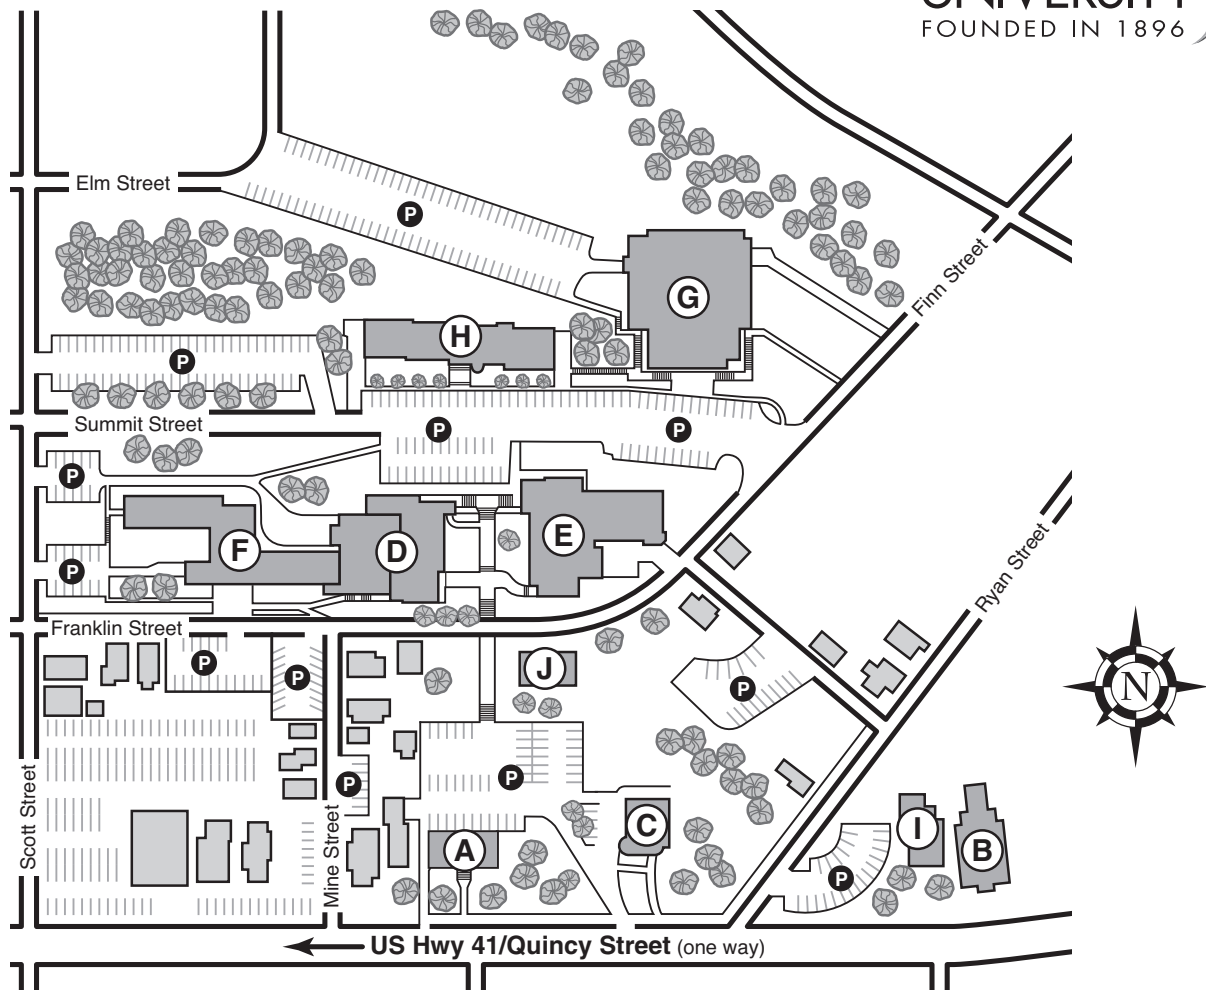 UNIVERSITY
FOUNDED IN 1896
Elm Street
P
G
Finn Street
H
P
Summit Street
P
P
P
F
D
E
P
Ryan Street
Franklin Street
P
P
J
P
N
P
P
Scott Street
Mine Street
A
C
I
B
P
US Hwy 41/Quincy Street (one way)